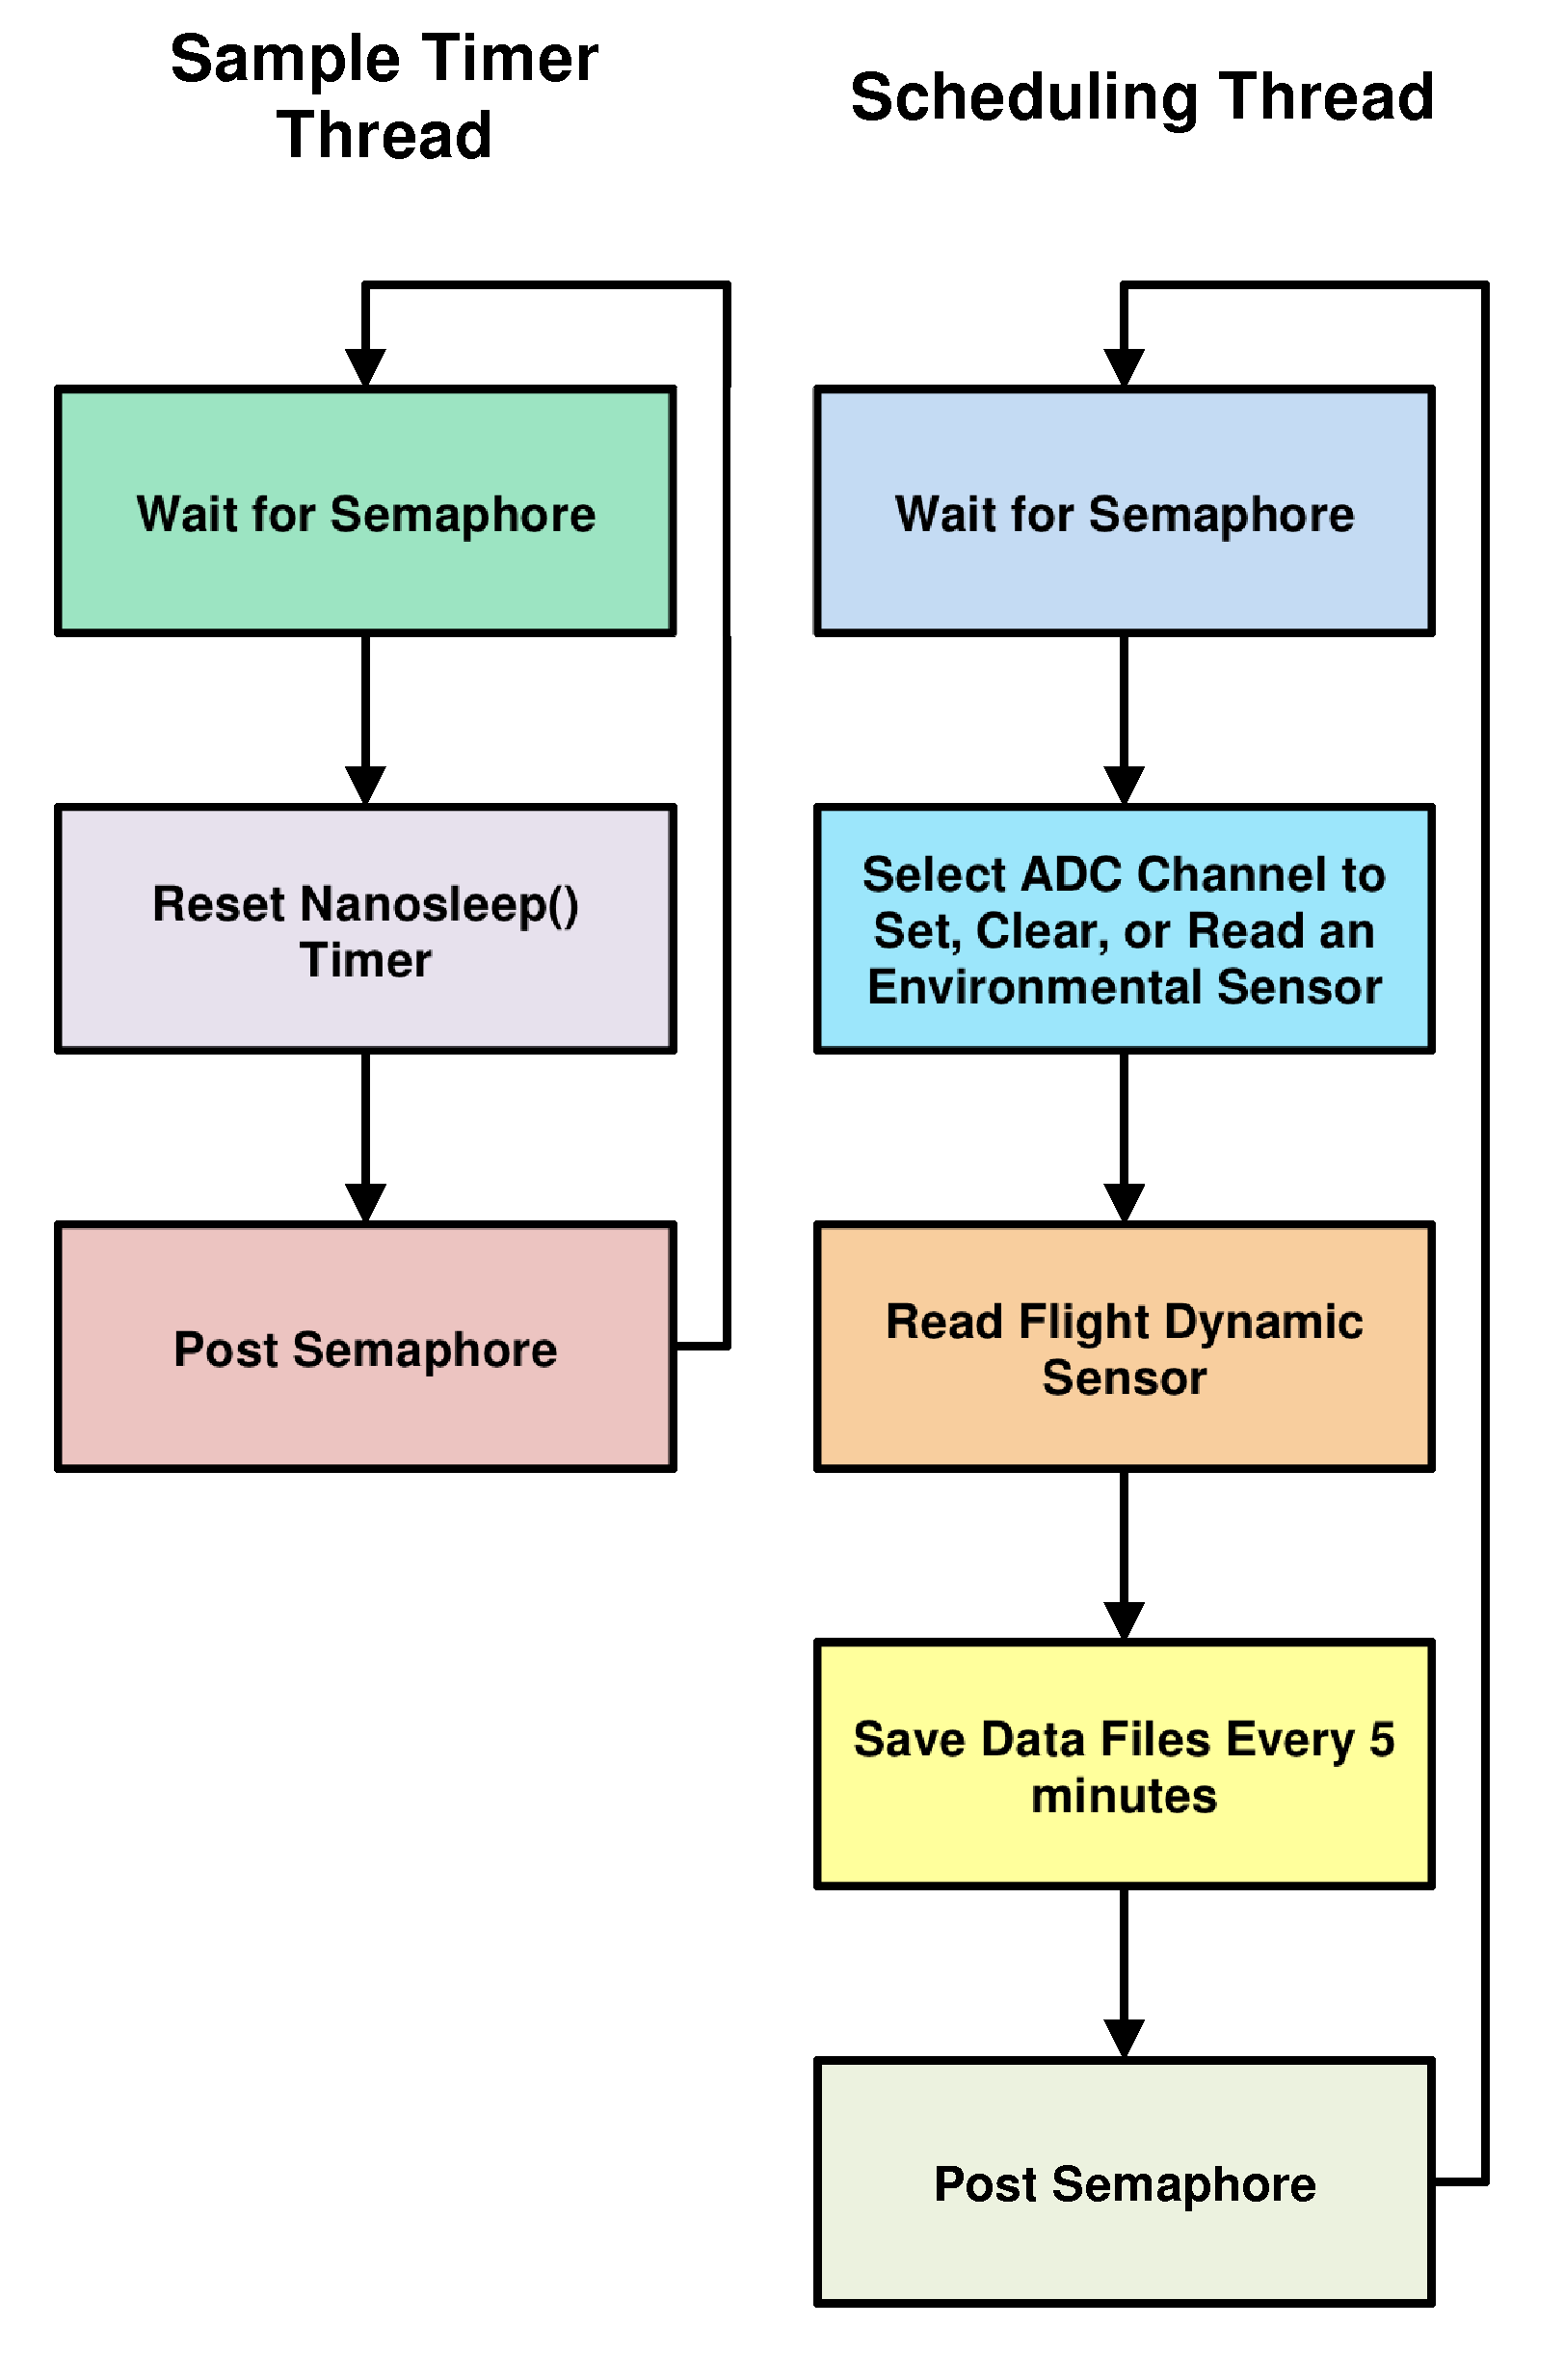 Sample Timer
Thread
Wait for Semaphore
Reset Nanosleep()
Timer
Post Semaphore
Scheduling Thread
Wait for Semaphore
Select ADC Channel to
Set, Clear, or Read an
Environmental Sensor
Read Flight Dynamic
Sensor
Save Data Files Every 5
minutes
Post Semaphore